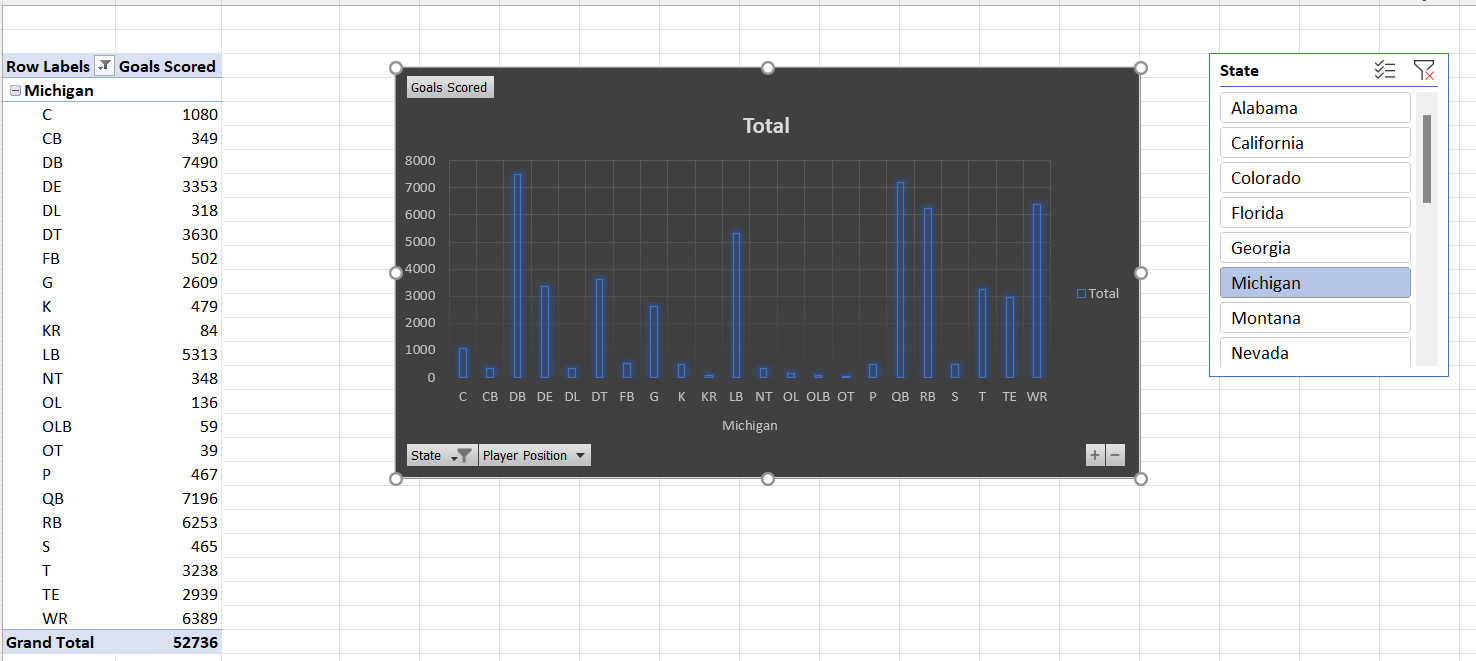 Row Labels Goals Scored
Michigan
C 1080
CB 349
DB 7490
DE 3353
DL 318
DT 3630
FB 502
G 2609
K 479
KR 84
LB 5313
NT 348
OL 136
OLB 59
OT 39
P 467
QB 7196
RB 6253
S 465
T 3238
TE 2939
WR 6389
Grand Total 52736
Goals Scored
Total
8000
7000
6000
5000
4000
3000
2000
1000
0
C CB DB DE DL DT FB G K KR LB NT OL OLB OT P QB RB S T TE WR
Michigan
Total
State Player Position
+ −
State
Alabama
California
Colorado
Florida
Georgia
Michigan
Montana
Nevada